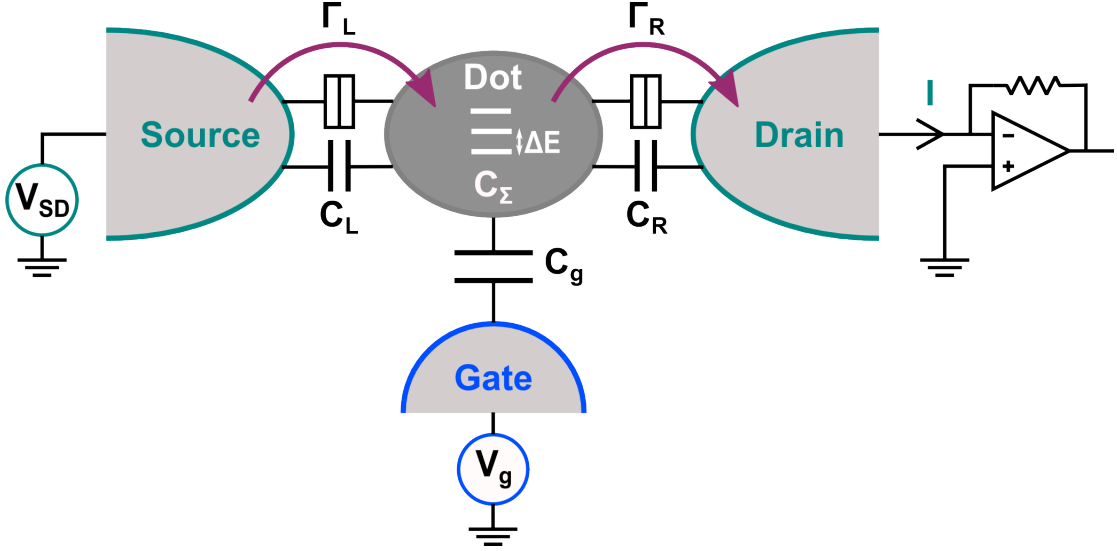 Γ_L
Γ_R
Dot
ΔE
C_Σ
Source
Drain
I
-
+
V_SD
C_L
C_R
C_g
Gate
V_g